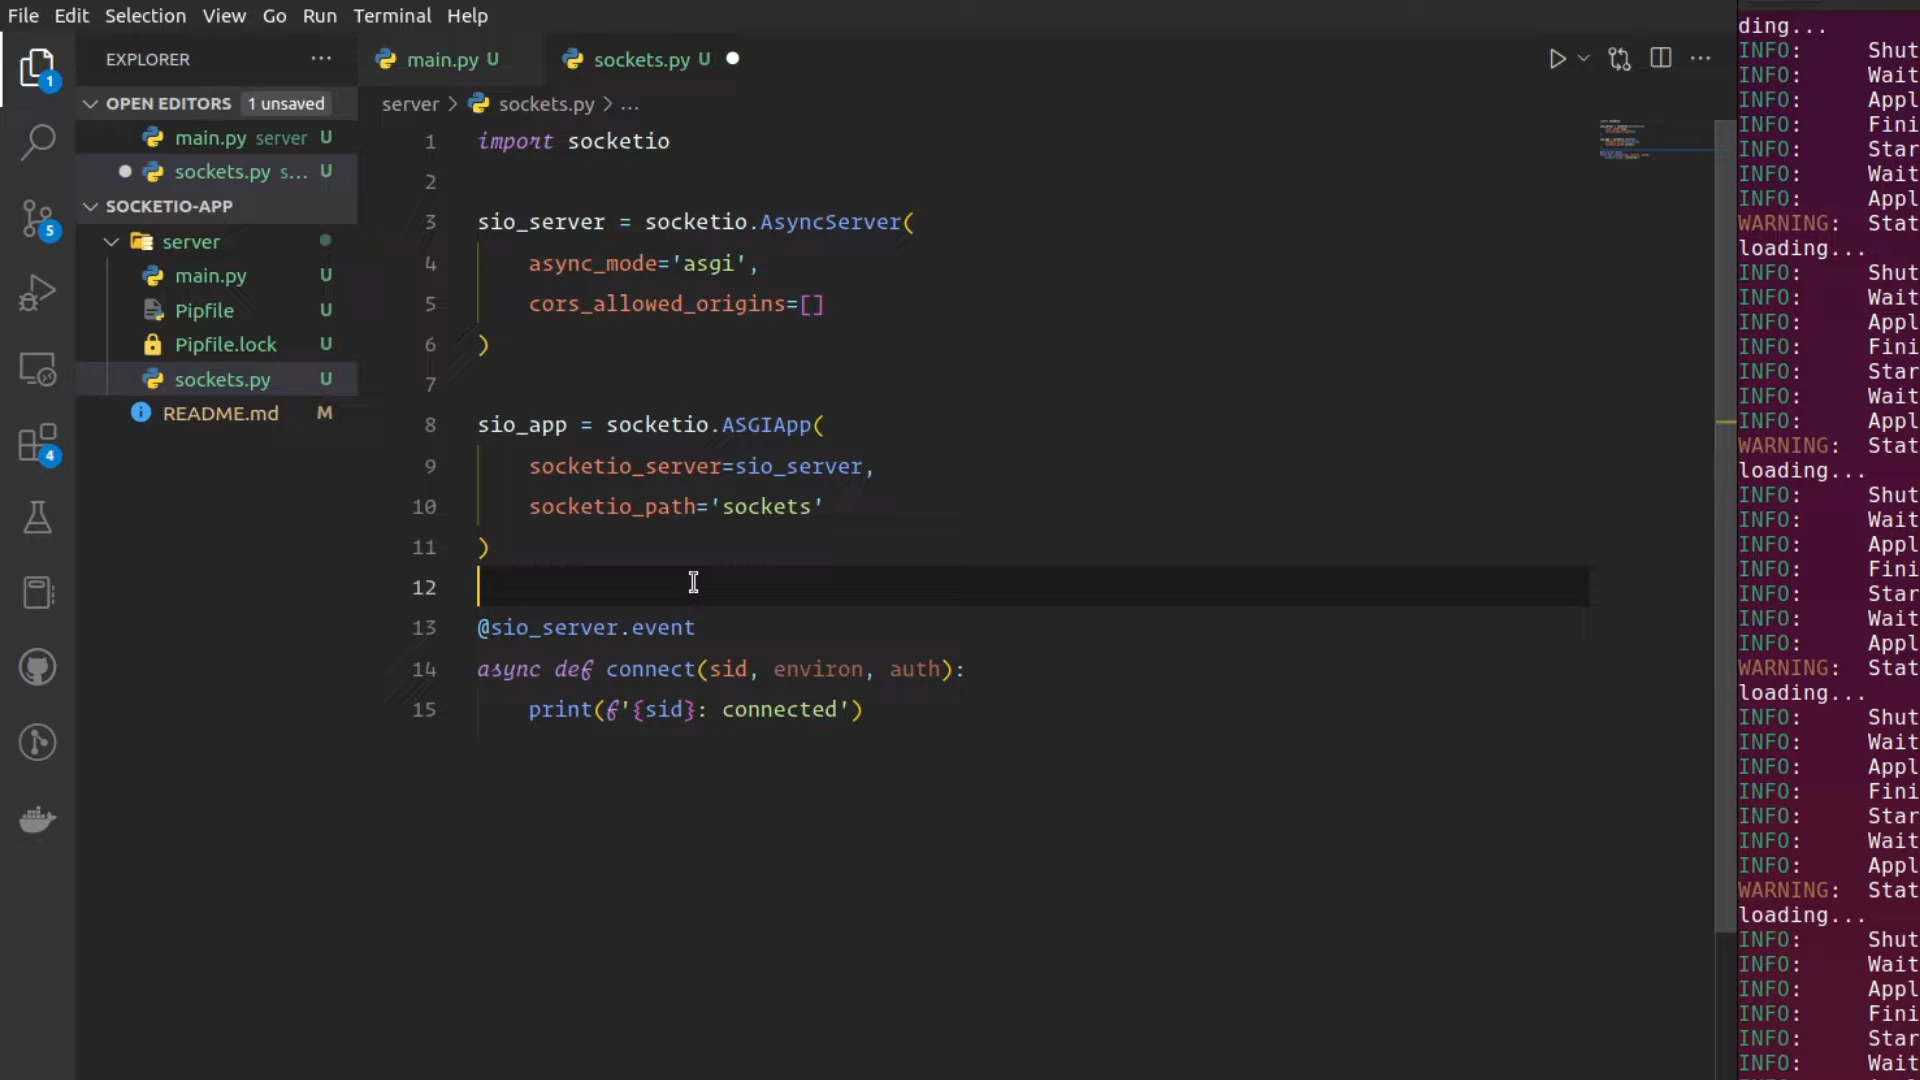 File Edit Selection View Go Run Terminal Help
EXPLORER ...
OPEN EDITORS 1 unsaved
main.py server U
sockets.py s... U
SOCKETIO-APP
server
main.py U
Pipfile U
Pipfile.lock U
sockets.py U
README.md M
1
5
4
main.py U
sockets.py U
server > sockets.py > ...
1 import socketio
2
3 sio_server = socketio.AsyncServer(
4 async_mode='asgi',
5 cors_allowed_origins=[]
6 )
7
8 sio_app = socketio.ASGIApp(
9 socketio_server=sio_server,
10 socketio_path='sockets'
11 )
12
13 @sio_server.event
14 async def connect(sid, environ, auth):
15 print(f'{sid}: connected')
ding...
INFO: Shut
INFO: Wait
INFO: Appl
INFO: Fini
INFO: Star
INFO: Wait
INFO: Appl
WARNING: Stat
loading...
INFO: Shut
INFO: Wait
INFO: Appl
INFO: Fini
INFO: Star
INFO: Wait
INFO: Appl
WARNING: Stat
loading...
INFO: Shut
INFO: Wait
INFO: Appl
INFO: Fini
INFO: Star
INFO: Wait
INFO: Appl
WARNING: Stat
loading...
INFO: Shut
INFO: Wait
INFO: Appl
INFO: Fini
INFO: Star
INFO: Wait
INFO: Appl
WARNING: Stat
loading...
INFO: Shut
INFO: Wait
INFO: Appl
INFO: Fini
INFO: Star
INFO: Wait